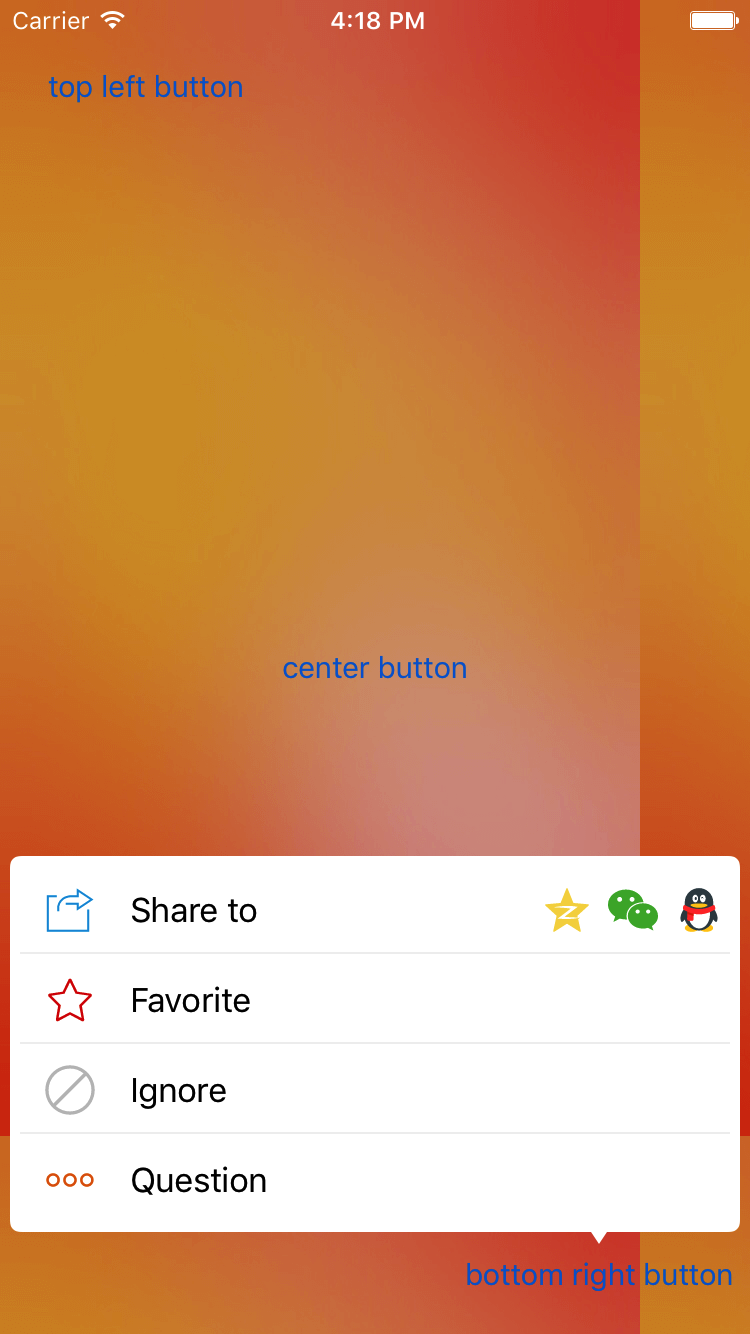 Carrier 4:18 PM
top left button
center button
Share to
Favorite
Ignore
Question
bottom right button